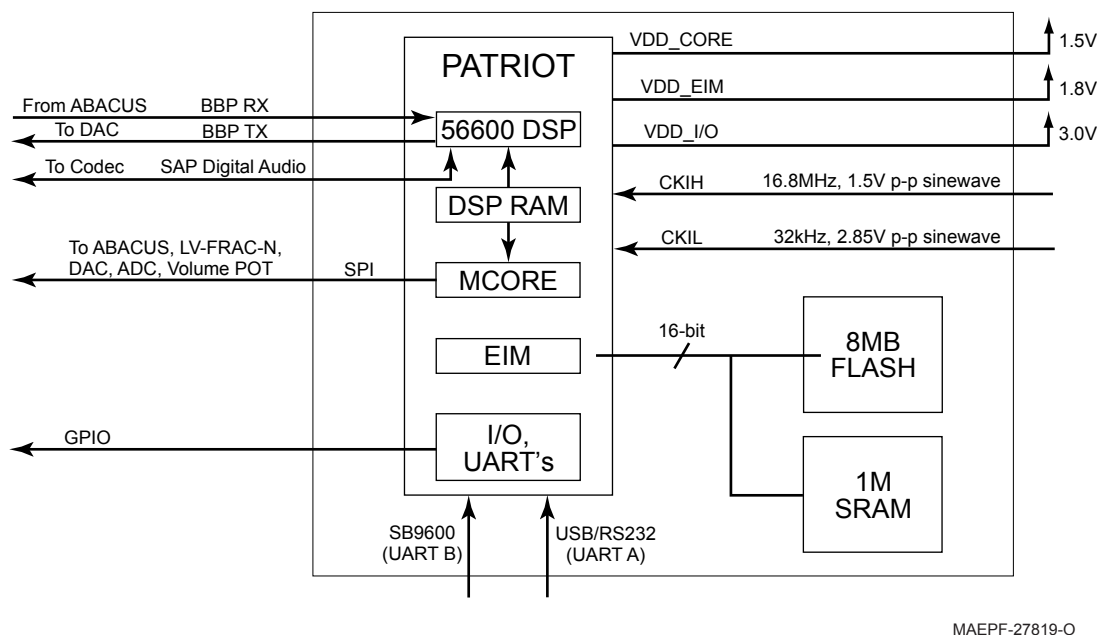 PATRIOT
VDD_CORE
1.5V
VDD_EIM
1.8V
VDD_I/O
3.0V
From ABACUS BBP RX
To DAC BBP TX
56600 DSP
To Codec SAP Digital Audio
CKIH 16.8MHz, 1.5V p-p sinewave
DSP RAM
CKIL 32kHz, 2.85V p-p sinewave
To ABACUS, LV-FRAC-N,
DAC, ADC, Volume POT
SPI
MCORE
EIM
16-bit
8MB
FLASH
GPIO
I/O,
UART's
1M
SRAM
SB9600
(UART B)
USB/RS232
(UART A)
MAEPF-27819-O